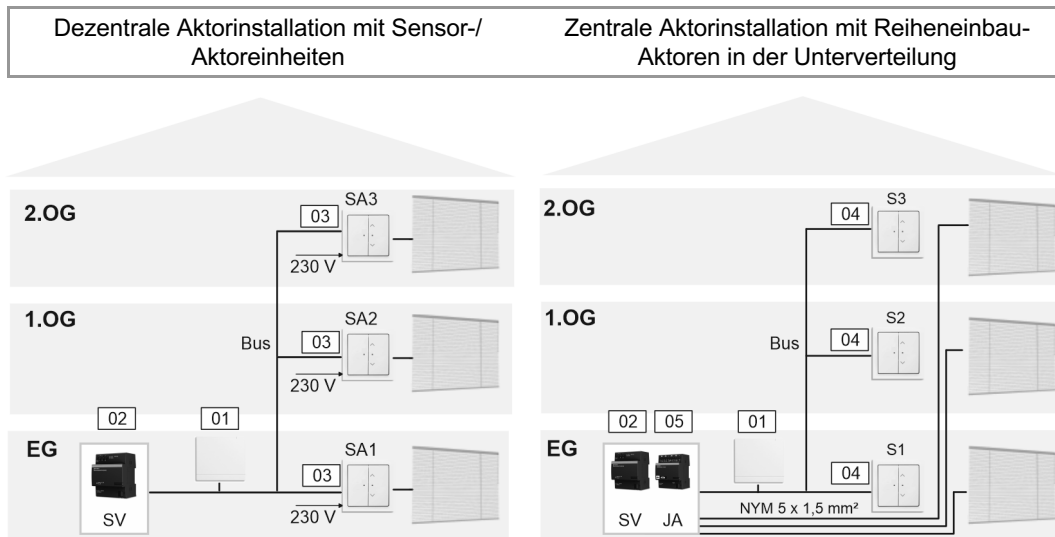 Dezentrale Aktorinstallation mit Sensor-/
Aktoreinheiten
Zentrale Aktorinstallation mit Reiheneinbau-
Aktoren in der Unterverteilung
2.OG
SA3
03
230 V
1.OG
SA2
Bus
03
230 V
02
01
EG
SA1
03
SV
230 V
2.OG
S3
04
1.OG
S2
Bus
04
02
05
01
EG
S1
04
NYM 5 x 1,5 mm²
SV
JA